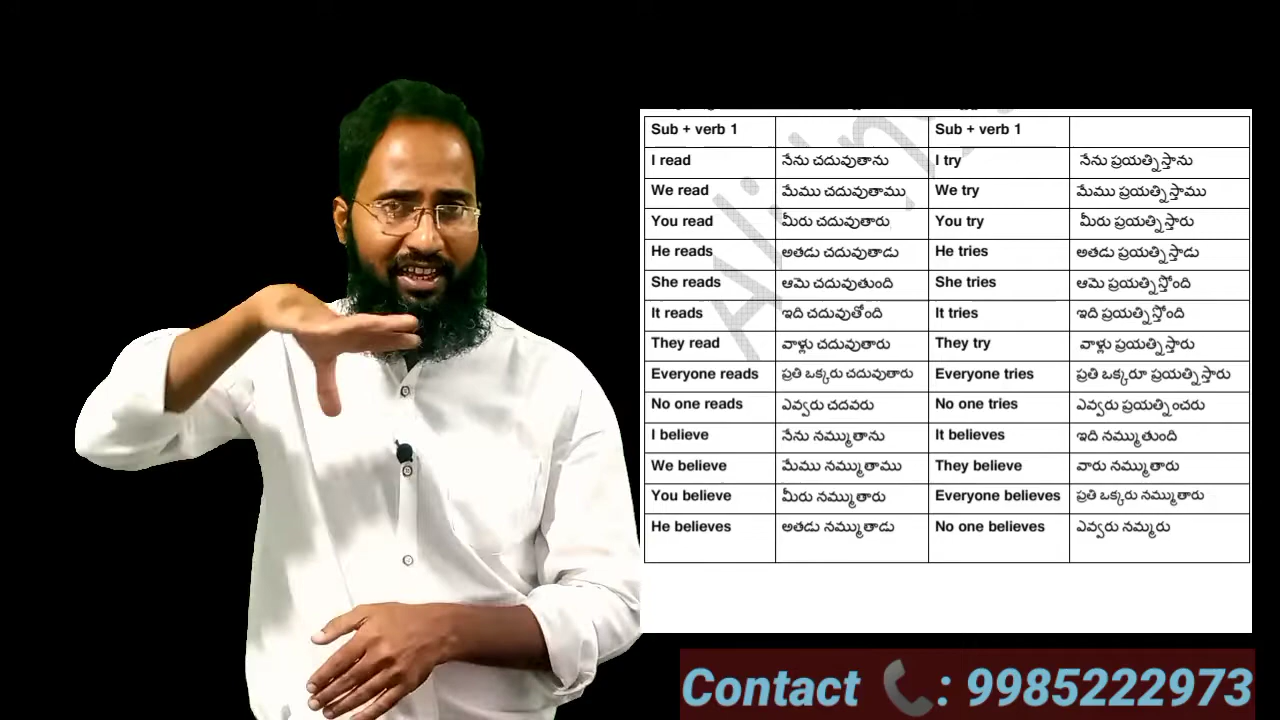 Sub + verb 1 Sub + verb 1
I read నేను చదువుతాను I try నేను ప్రయత్నిస్తాను
We read మేము చదువుతాము We try మేము ప్రయత్నిస్తాము
You read మీరు చదువుతారు You try మీరు ప్రయత్నిస్తారు
He reads అతడు చదువుతాడు He tries అతడు ప్రయత్నిస్తాడు
She reads ఆమె చదువుతుంది She tries ఆమె ప్రయత్నిస్తోంది
It reads ఇది చదువుతోంది It tries ఇది ప్రయత్నిస్తోంది
They read వాళ్లు చదువుతారు They try వాళ్లు ప్రయత్నిస్తారు
Everyone reads ప్రతి ఒక్కరు చదువుతారు Everyone tries ప్రతి ఒక్కరూ ప్రయత్నిస్తారు
No one reads ఎవ్వరు చదవరు No one tries ఎవ్వరు ప్రయత్నించరు
I believe నేను నమ్ముతాను It believes ఇది నమ్ముతుంది
We believe మేము నమ్ముతాము They believe వారు నమ్ముతారు
You believe మీరు నమ్ముతారు Everyone believes ప్రతి ఒక్కరు నమ్ముతారు
He believes అతడు నమ్ముతాడు No one believes ఎవ్వరు నమ్మరు
Contact 📞: 9985222973